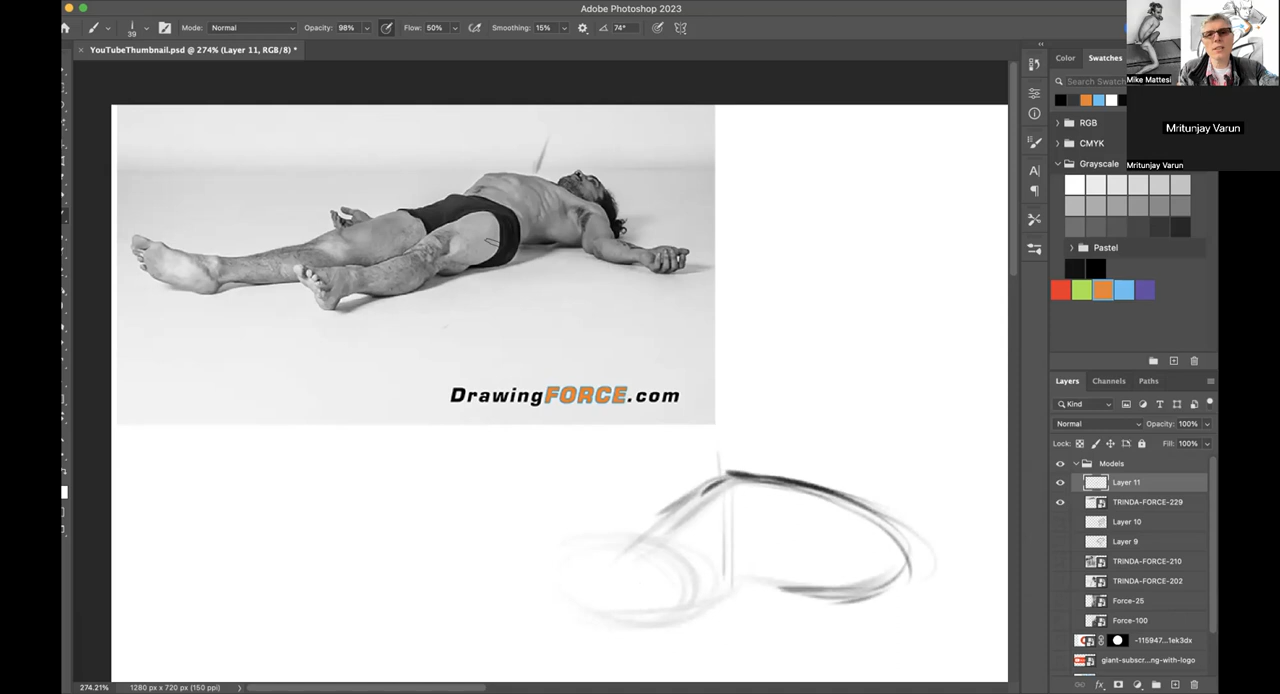 Adobe Photoshop 2023
39
Mode: Normal
Opacity: 98%
Flow: 50%
Smoothing: 15%
74°
YouTubeThumbnail.psd @ 274% (Layer 11, RGB/8) *
Color
Swatches
Search Swatch
RGB
CMYK
Grayscale
Pastel
Mike Mattesi
Mritunjay Varun
Mritunjay Varun
DrawingFORCE.com
Layers
Channels
Paths
Kind
Normal
Opacity: 100%
Lock:
Fill: 100%
Models
Layer 11
TRINDA-FORCE-229
Layer 10
Layer 9
TRINDA-FORCE-210
TRINDA-FORCE-202
Force-25
Force-100
-115947...1ek3dx
giant-subscr...ng-with-logo
274.21%
1280 px x 720 px (150 ppi)